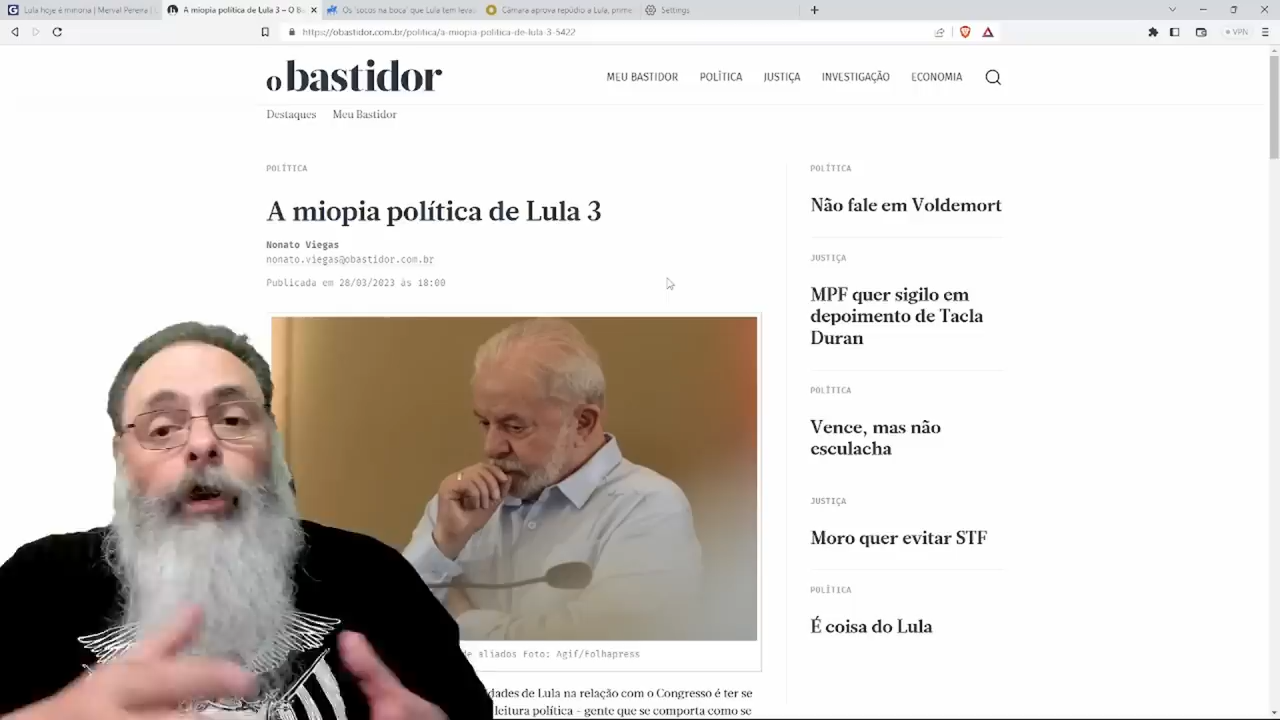 Lula hoje é minoria | Merval Pereira |
A miopia política de Lula 3 – O B
Os 'socos na boca' que Lula tem levad
Câmara aprova repúdio a Lula, prime
Settings
https://obastidor.com.br/politica/a-miopia-politica-de-lula-3-5422
VPN
o bastidor
MEU BASTIDOR POLÍTICA JUSTIÇA INVESTIGAÇÃO ECONOMIA
Destaques Meu Bastidor
POLÍTICA
A miopia política de Lula 3
Nonato Viegas
nonato.viegas@obastidor.com.br
Publicada em 28/03/2023 às 18:00
de aliados Foto: Agif/Folhapress
dades de Lula na relação com o Congresso é ter se
leitura política - gente que se comporta como se
POLÍTICA
Não fale em Voldemort
JUSTIÇA
MPF quer sigilo em
depoimento de Tacla
Duran
POLÍTICA
Vence, mas não
esculacha
JUSTIÇA
Moro quer evitar STF
POLÍTICA
É coisa do Lula